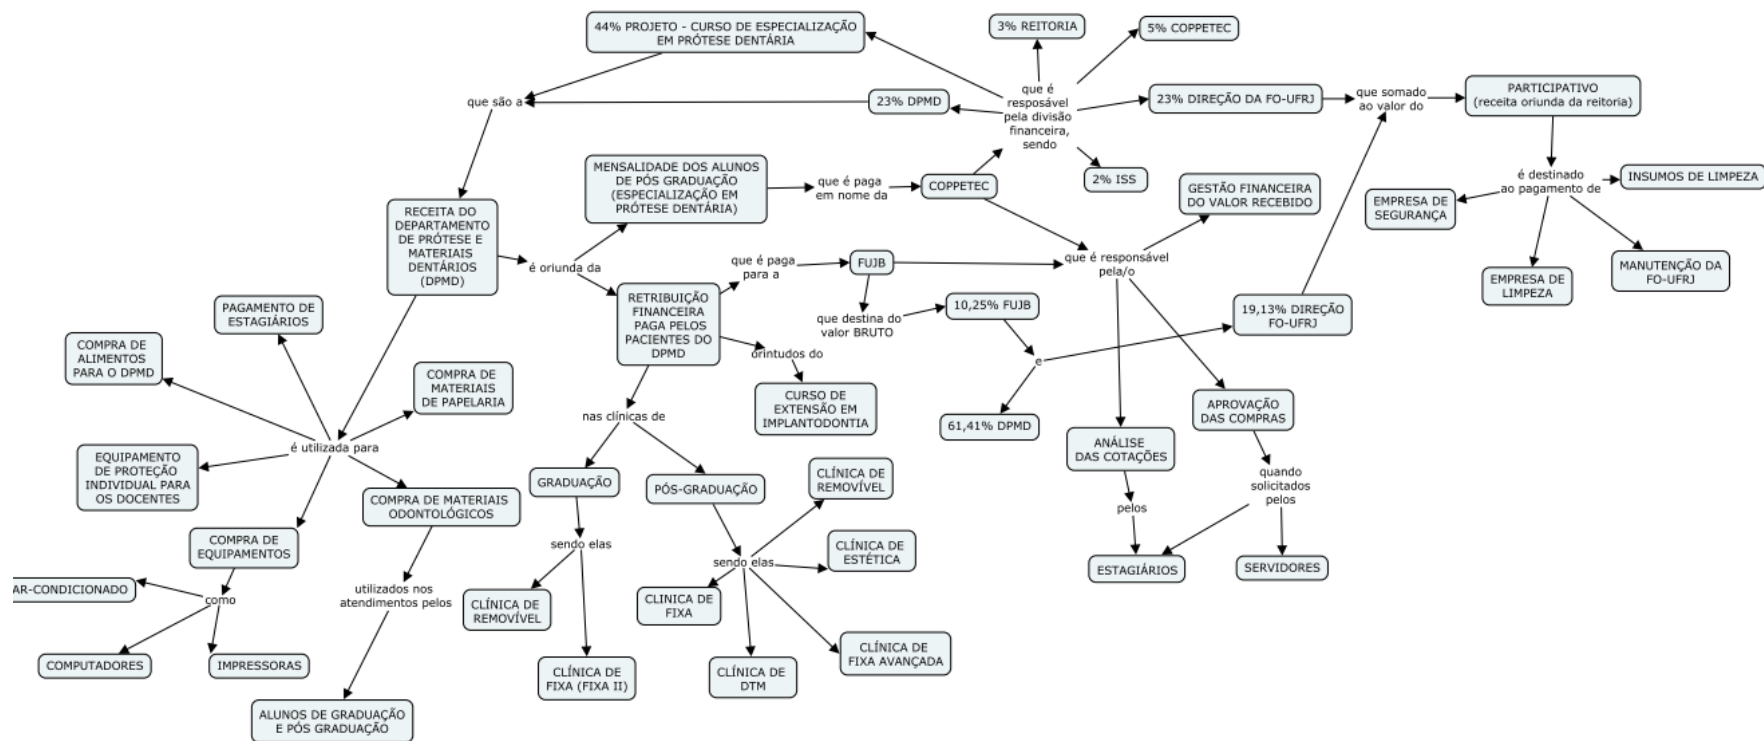 44% PROJETO - CURSO DE ESPECIALIZAÇÃO
EM PRÓTESE DENTÁRIA
3% REITORIA
5% COPPETEC
que são a
23% DPMD
que é
resposável
pela divisão
financeira,
sendo
23% DIREÇÃO DA FO-UFRJ
que somado
ao valor do
PARTICIPATIVO
(receita oriunda da reitoria)
MENSALIDADE DOS ALUNOS
DE PÓS GRADUAÇÃO
(ESPECIALIZAÇÃO EM
PRÓTESE DENTÁRIA)
que é paga
em nome da
COPPETEC
2% ISS
GESTÃO FINANCEIRA
DO VALOR RECEBIDO
é destinado
ao pagamento de
INSUMOS DE LIMPEZA
EMPRESA DE
SEGURANÇA
EMPRESA DE
LIMPEZA
MANUTENÇÃO DA
FO-UFRJ
RECEITA DO
DEPARTAMENTO
DE PRÓTESE E
MATERIAIS
DENTÁRIOS
(DPMD)
é oriunda da
que é paga
para a
FUJB
que é responsável
pela/o
RETRIBUIÇÃO
FINANCEIRA
PAGA PELOS
PACIENTES DO
DPMD
que destina do
valor BRUTO
10,25% FUJB
19,13% DIREÇÃO
FO-UFRJ
e
61,41% DPMD
orintudos do
CURSO DE
EXTENSÃO EM
IMPLANTODONTIA
PAGAMENTO DE
ESTAGIÁRIOS
COMPRA DE
ALIMENTOS
PARA O DPMD
COMPRA DE
MATERIAIS
DE PAPELARIA
é utilizada para
EQUIPAMENTO
DE PROTEÇÃO
INDIVIDUAL PARA
OS DOCENTES
COMPRA DE MATERIAIS
ODONTOLÓGICOS
COMPRA DE
EQUIPAMENTOS
como
AR-CONDICIONADO
COMPUTADORES
IMPRESSORAS
utilizados nos
atendimentos pelos
ALUNOS DE GRADUAÇÃO
E PÓS GRADUAÇÃO
nas clínicas de
GRADUAÇÃO
PÓS-GRADUAÇÃO
sendo elas
CLÍNICA DE
REMOVÍVEL
CLÍNICA DE
FIXA (FIXA II)
sendo elas
CLÍNICA DE
REMOVÍVEL
CLÍNICA DE
ESTÉTICA
CLINICA DE
FIXA
CLÍNICA DE
DTM
CLÍNICA DE
FIXA AVANÇADA
ANÁLISE
DAS COTAÇÕES
APROVAÇÃO
DAS COMPRAS
pelos
quando
solicitados
pelos
ESTAGIÁRIOS
SERVIDORES